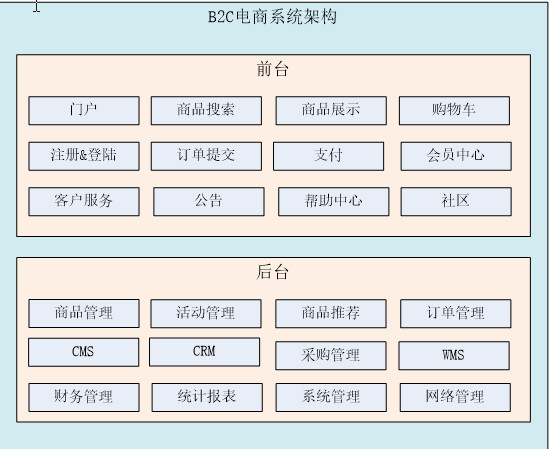 B2C电商系统架构
前台
门户 商品搜索 商品展示 购物车
注册&登陆 订单提交 支付 会员中心
客户服务 公告 帮助中心 社区
后台
商品管理 活动管理 商品推荐 订单管理
CMS CRM 采购管理 WMS
财务管理 统计报表 系统管理 网络管理